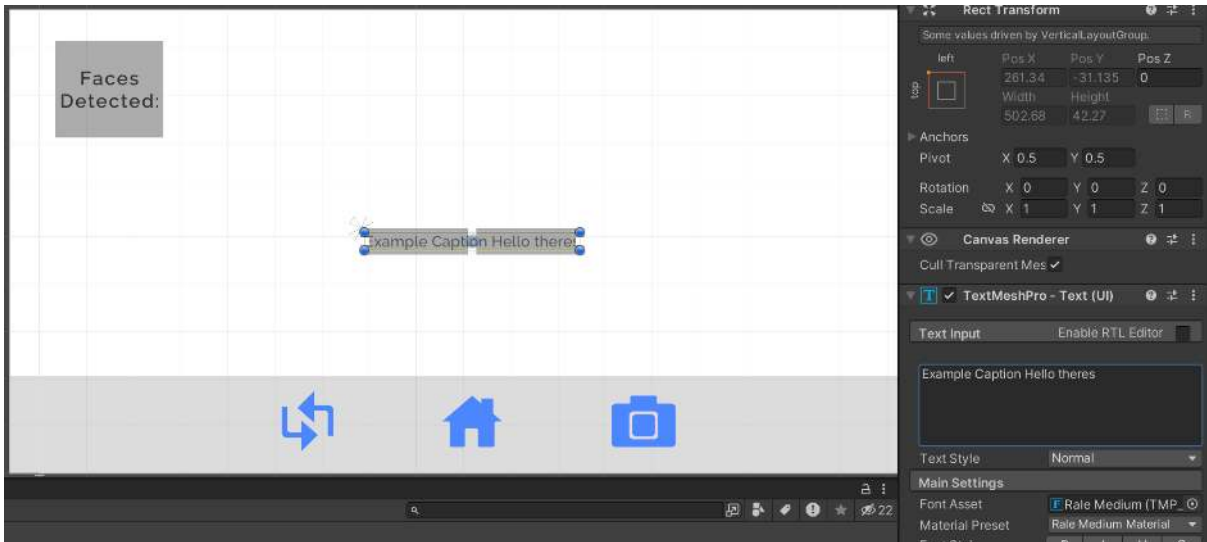 Faces
Detected:
Example Caption Hello theres
Rect Transform
Some values driven by VerticalLayoutGroup.
left
Pos X
Pos Y
Pos Z
top
261.34
-31.135
0
Width
Height
502.68
42.27
R
Anchors
Pivot
X 0.5
Y 0.5
Rotation
X 0
Y 0
Z 0
Scale
X 1
Y 1
Z 1
Canvas Renderer
Cull Transparent Mes
T
TextMeshPro - Text (UI)
Text Input
Enable RTL Editor
Example Caption Hello theres
Text Style
Normal
Main Settings
Font Asset
F Rale Medium (TMP_
Material Preset
Rale Medium Material
22